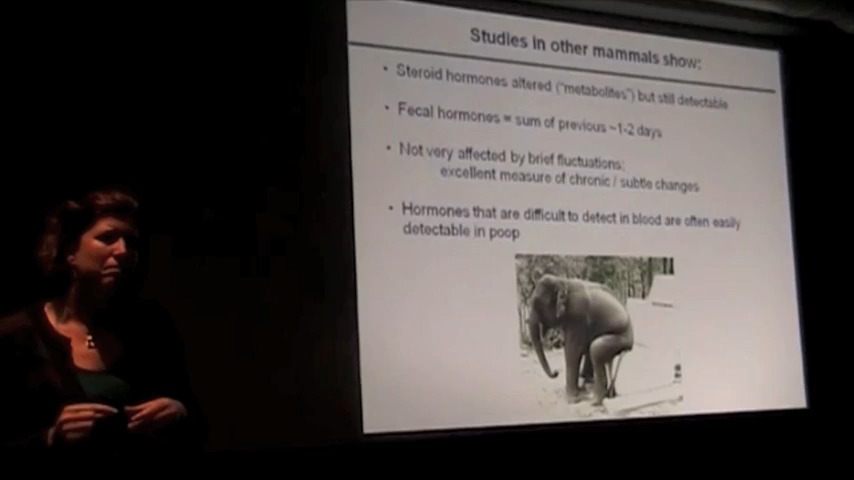 Studies in other mammals show:
• Steroid hormones altered ("metabolites") but still detectable
• Fecal hormones = sum of previous ~1-2 days
• Not very affected by brief fluctuations;
excellent measure of chronic / subtle changes
• Hormones that are difficult to detect in blood are often easily
detectable in poop